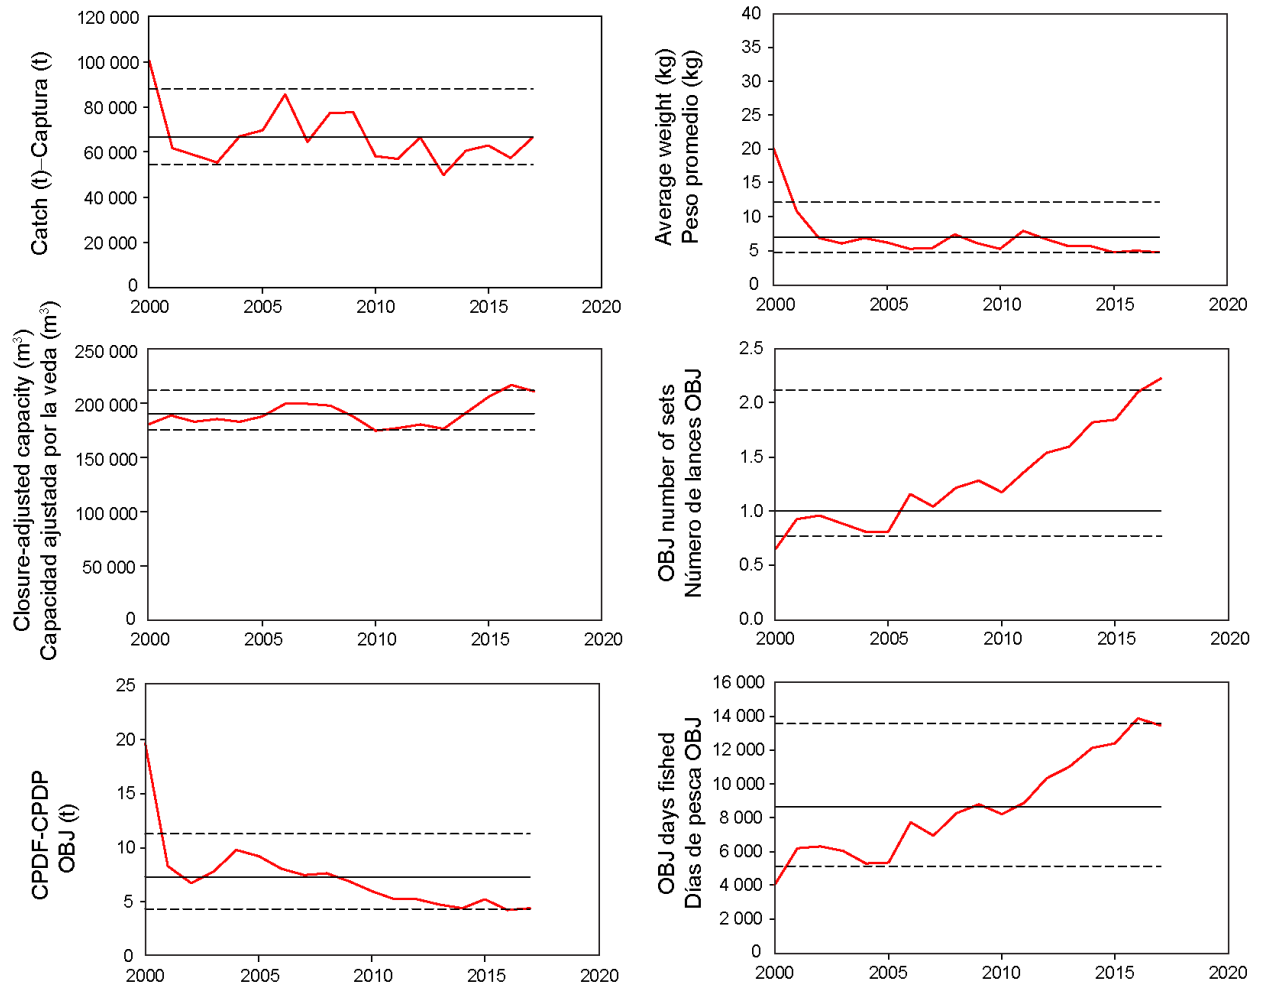 Catch (t)–Captura (t)
120 000
100 000
80 000
60 000
40 000
20 000
0
2000 2005 2010 2015 2020
Average weight (kg)
Peso promedio (kg)
40
35
30
25
20
15
10
5
0
2000 2005 2010 2015 2020
Closure-adjusted capacity (m³)
Capacidad ajustada por la veda (m³)
250 000
200 000
150 000
100 000
50 000
0
2000 2005 2010 2015 2020
OBJ number of sets
Número de lances OBJ
2.5
2.0
1.5
1.0
0.5
0.0
2000 2005 2010 2015 2020
CPDF-CPDP
OBJ (t)
25
20
15
10
5
0
2000 2005 2010 2015 2020
OBJ days fished
Días de pesca OBJ
16 000
14 000
12 000
10 000
8 000
6 000
4 000
2 000
0
2000 2005 2010 2015 2020